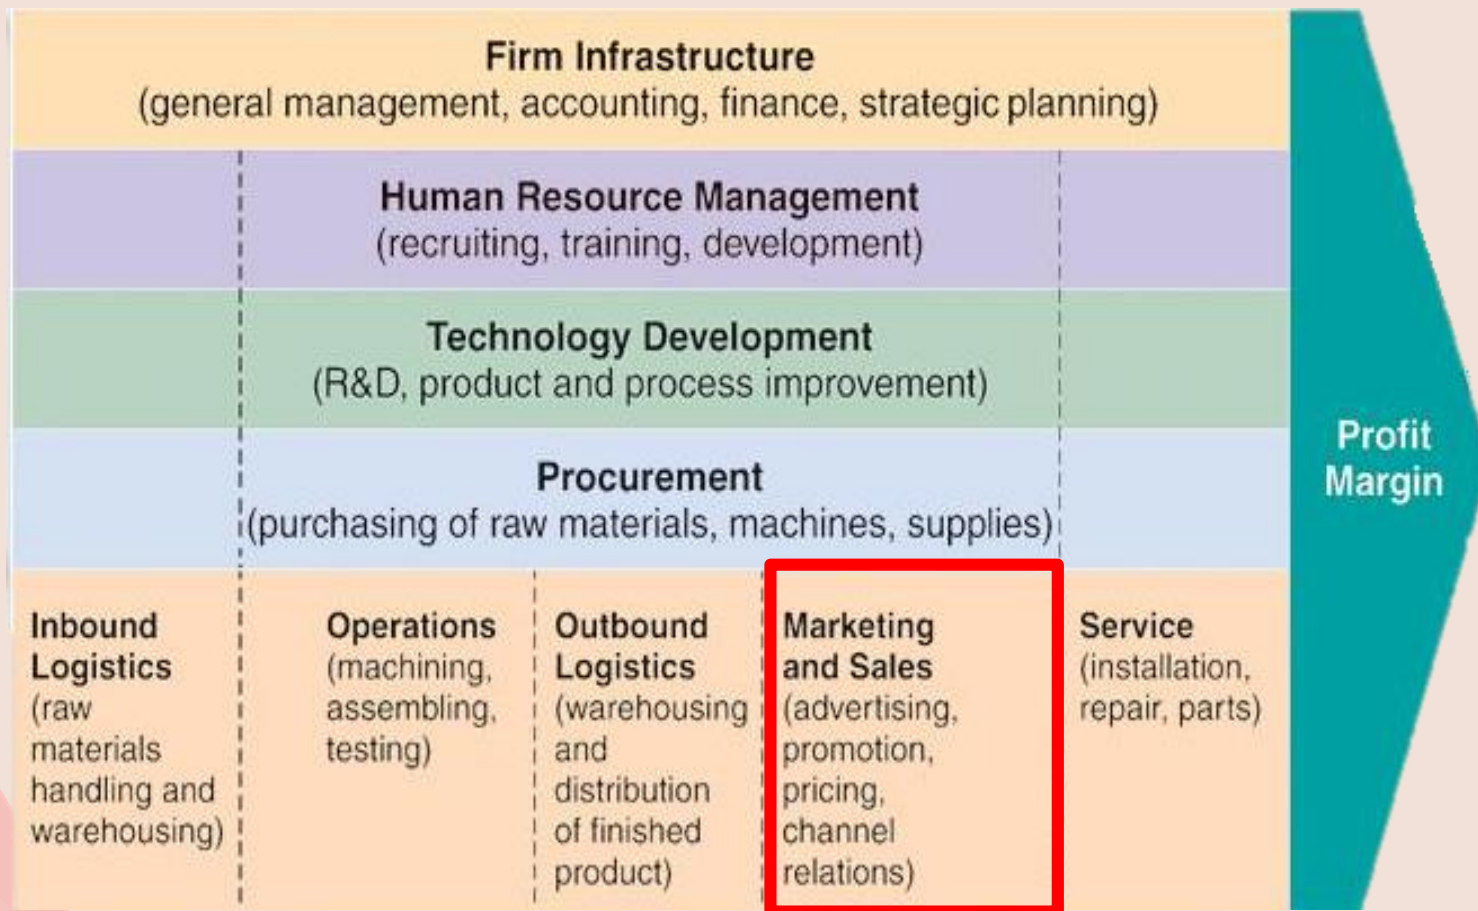 Firm Infrastructure
(general management, accounting, finance, strategic planning)
Human Resource Management
(recruiting, training, development)
Technology Development
(R&D, product and process improvement)
Procurement
(purchasing of raw materials, machines, supplies)
Profit
Margin
Inbound
Logistics
(raw
materials
handling and
warehousing)
Operations
(machining,
assembling,
testing)
Outbound
Logistics
(warehousing
and
distribution
of finished
product)
Marketing
and Sales
(advertising,
promotion,
pricing,
channel
relations)
Service
(installation,
repair, parts)